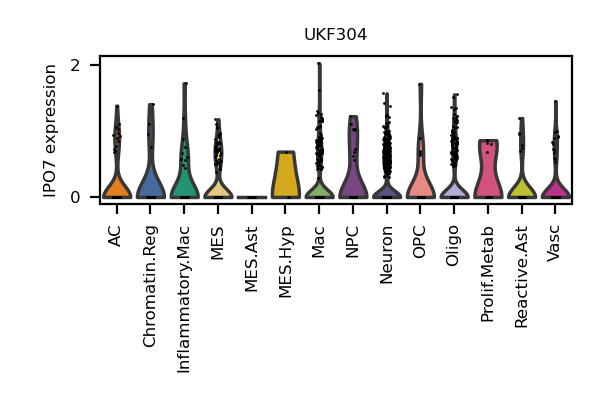 UKF304
IPO7 expression
2
0
AC
Chromatin.Reg
Inflammatory.Mac
MES
MES.Ast
MES.Hyp
Mac
NPC
Neuron
OPC
Oligo
Prolif.Metab
Reactive.Ast
Vasc